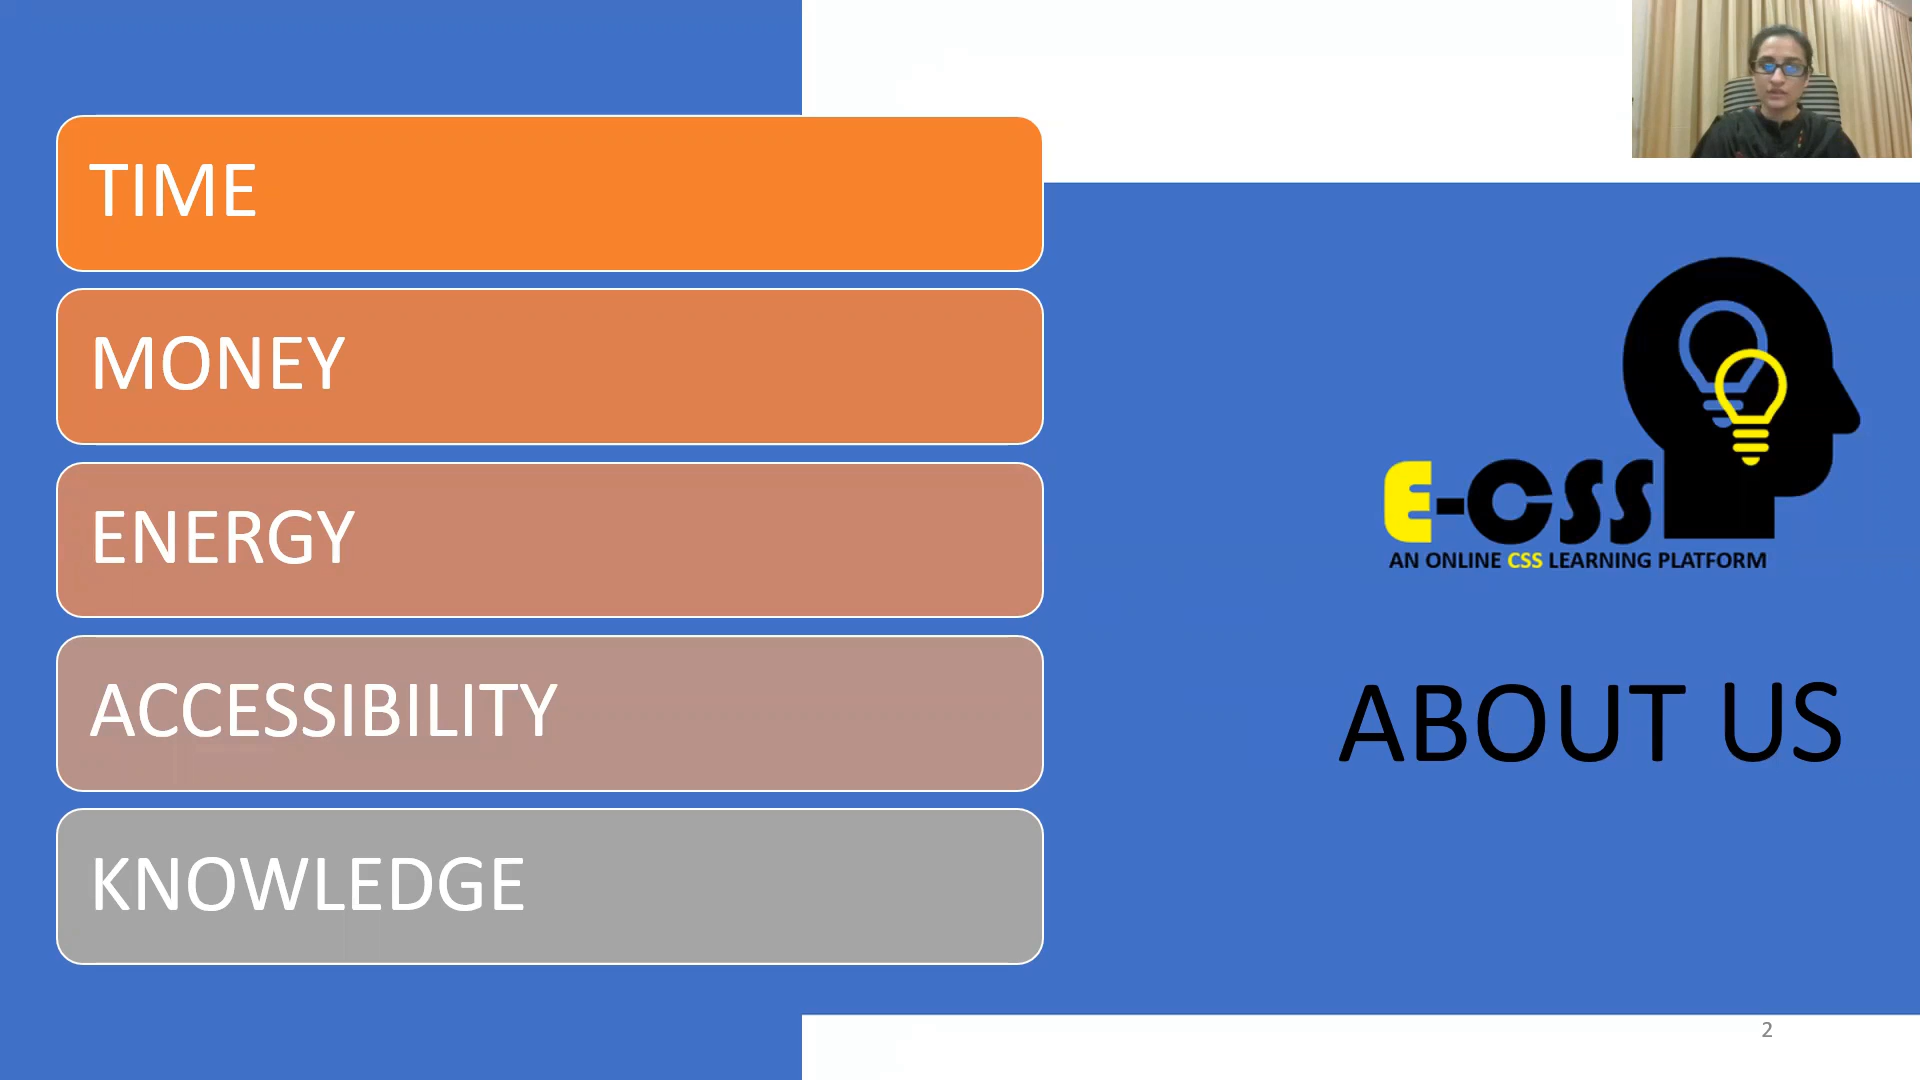 TIME
MONEY
ENERGY
ACCESSIBILITY
KNOWLEDGE
E-CSS
AN ONLINE CSS LEARNING PLATFORM
ABOUT US
2